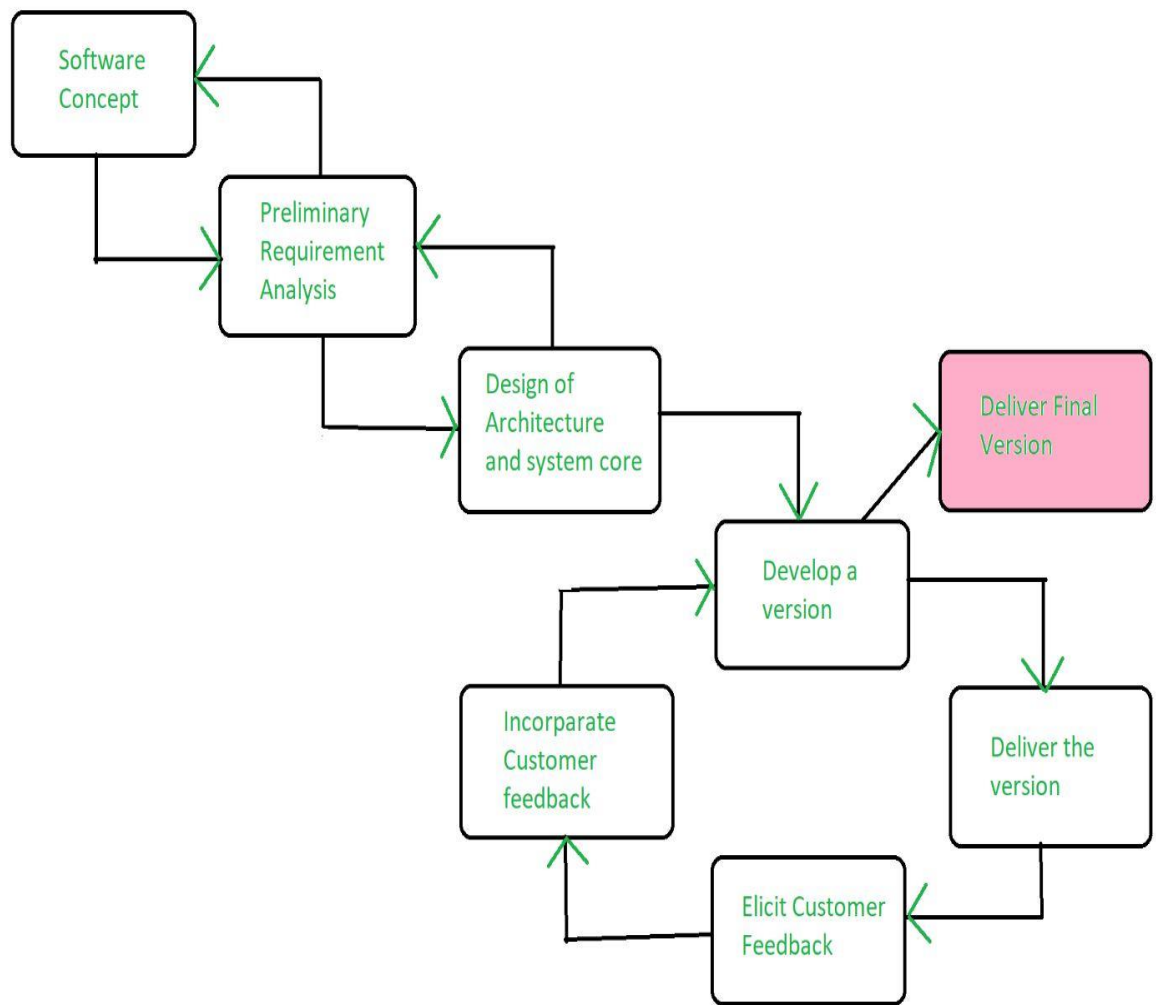 Software
Concept
Preliminary
Requirement
Analysis
Design of
Architecture
and system core
Deliver Final
Version
Develop a
version
Incorparate
Customer
feedback
Deliver the
version
Elicit Customer
Feedback